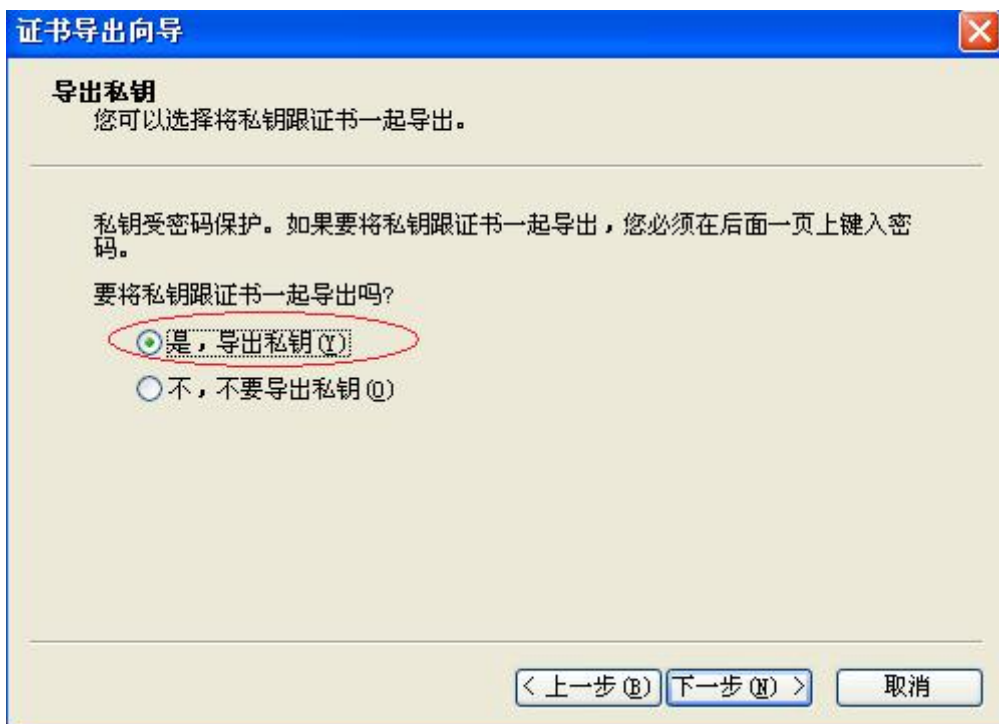 证书导出向导
导出私钥
您可以选择将私钥跟证书一起导出。
私钥受密码保护。如果要将私钥跟证书一起导出，您必须在后面一页上键入密
码。
要将私钥跟证书一起导出吗?
是，导出私钥(Y)
不，不要导出私钥(O)
< 上一步(B) 下一步(N) > 取消